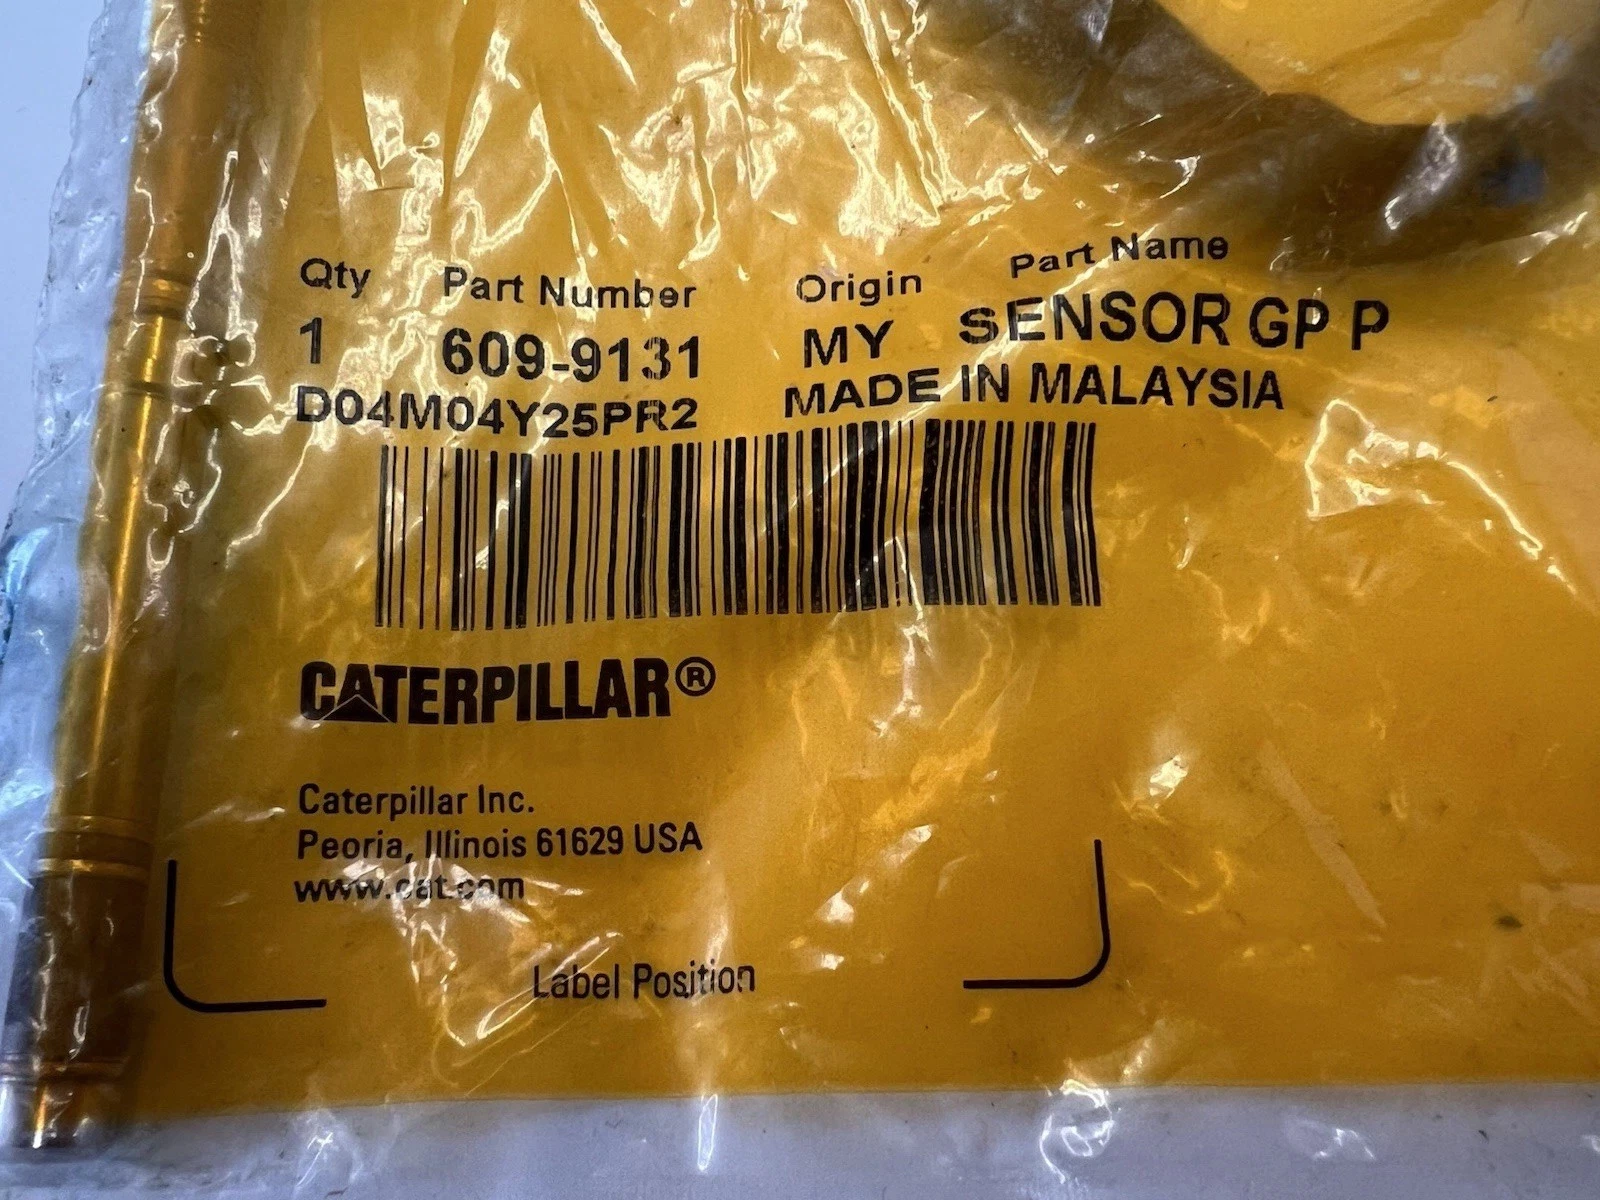 Qty Part Number Origin Part Name
1 609-9131 MY SENSOR GP P
D04M04Y25PR2 MADE IN MALAYSIA
CATERPILLAR®
Caterpillar Inc.
Peoria, Illinois 61629 USA
www.cat.com
Label Position